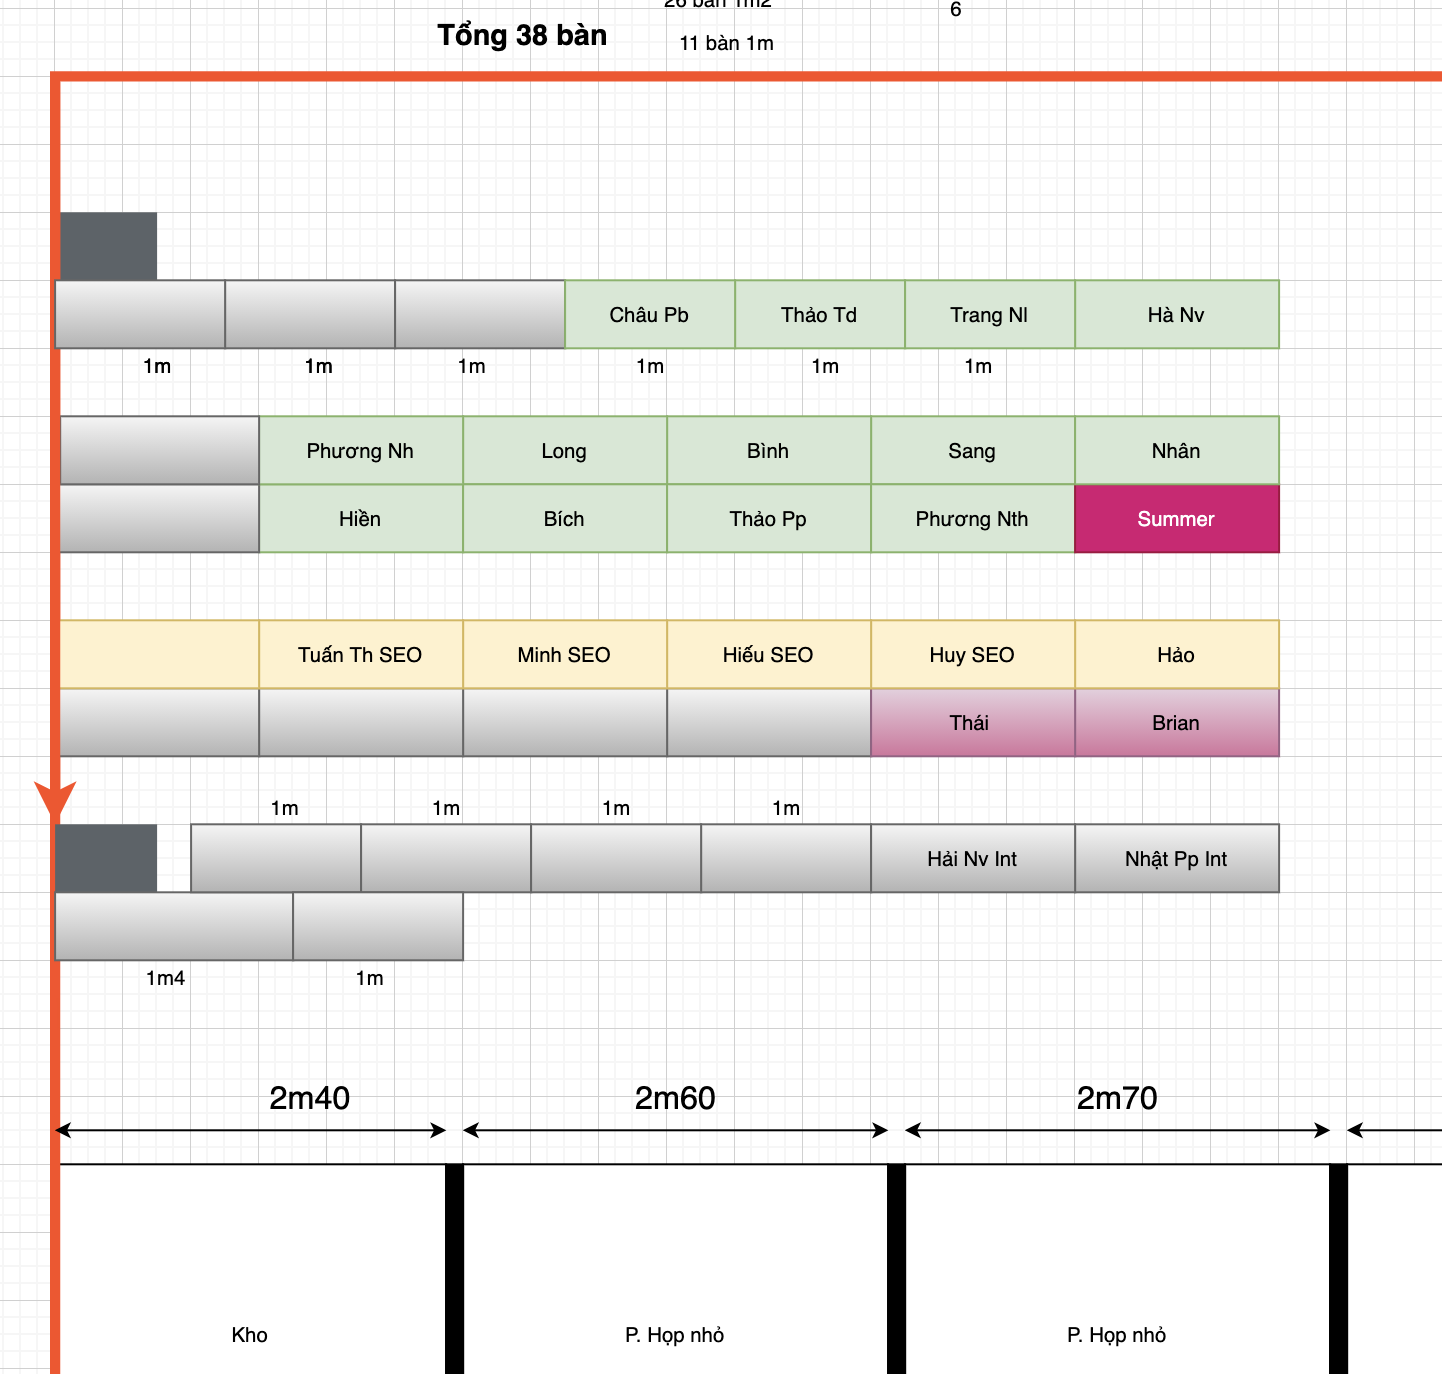 26 bàn 1m2
6
Tổng 38 bàn
11 bàn 1m
Châu Pb
Thảo Td
Trang Nl
Hà Nv
1m
1m
1m
1m
1m
1m
Phương Nh
Long
Bình
Sang
Nhân
Hiền
Bích
Thảo Pp
Phương Nth
Summer
Tuấn Th SEO
Minh SEO
Hiếu SEO
Huy SEO
Hảo
Thái
Brian
1m
1m
1m
1m
Hải Nv Int
Nhật Pp Int
1m4
1m
2m40
2m60
2m70
Kho
P. Họp nhỏ
P. Họp nhỏ